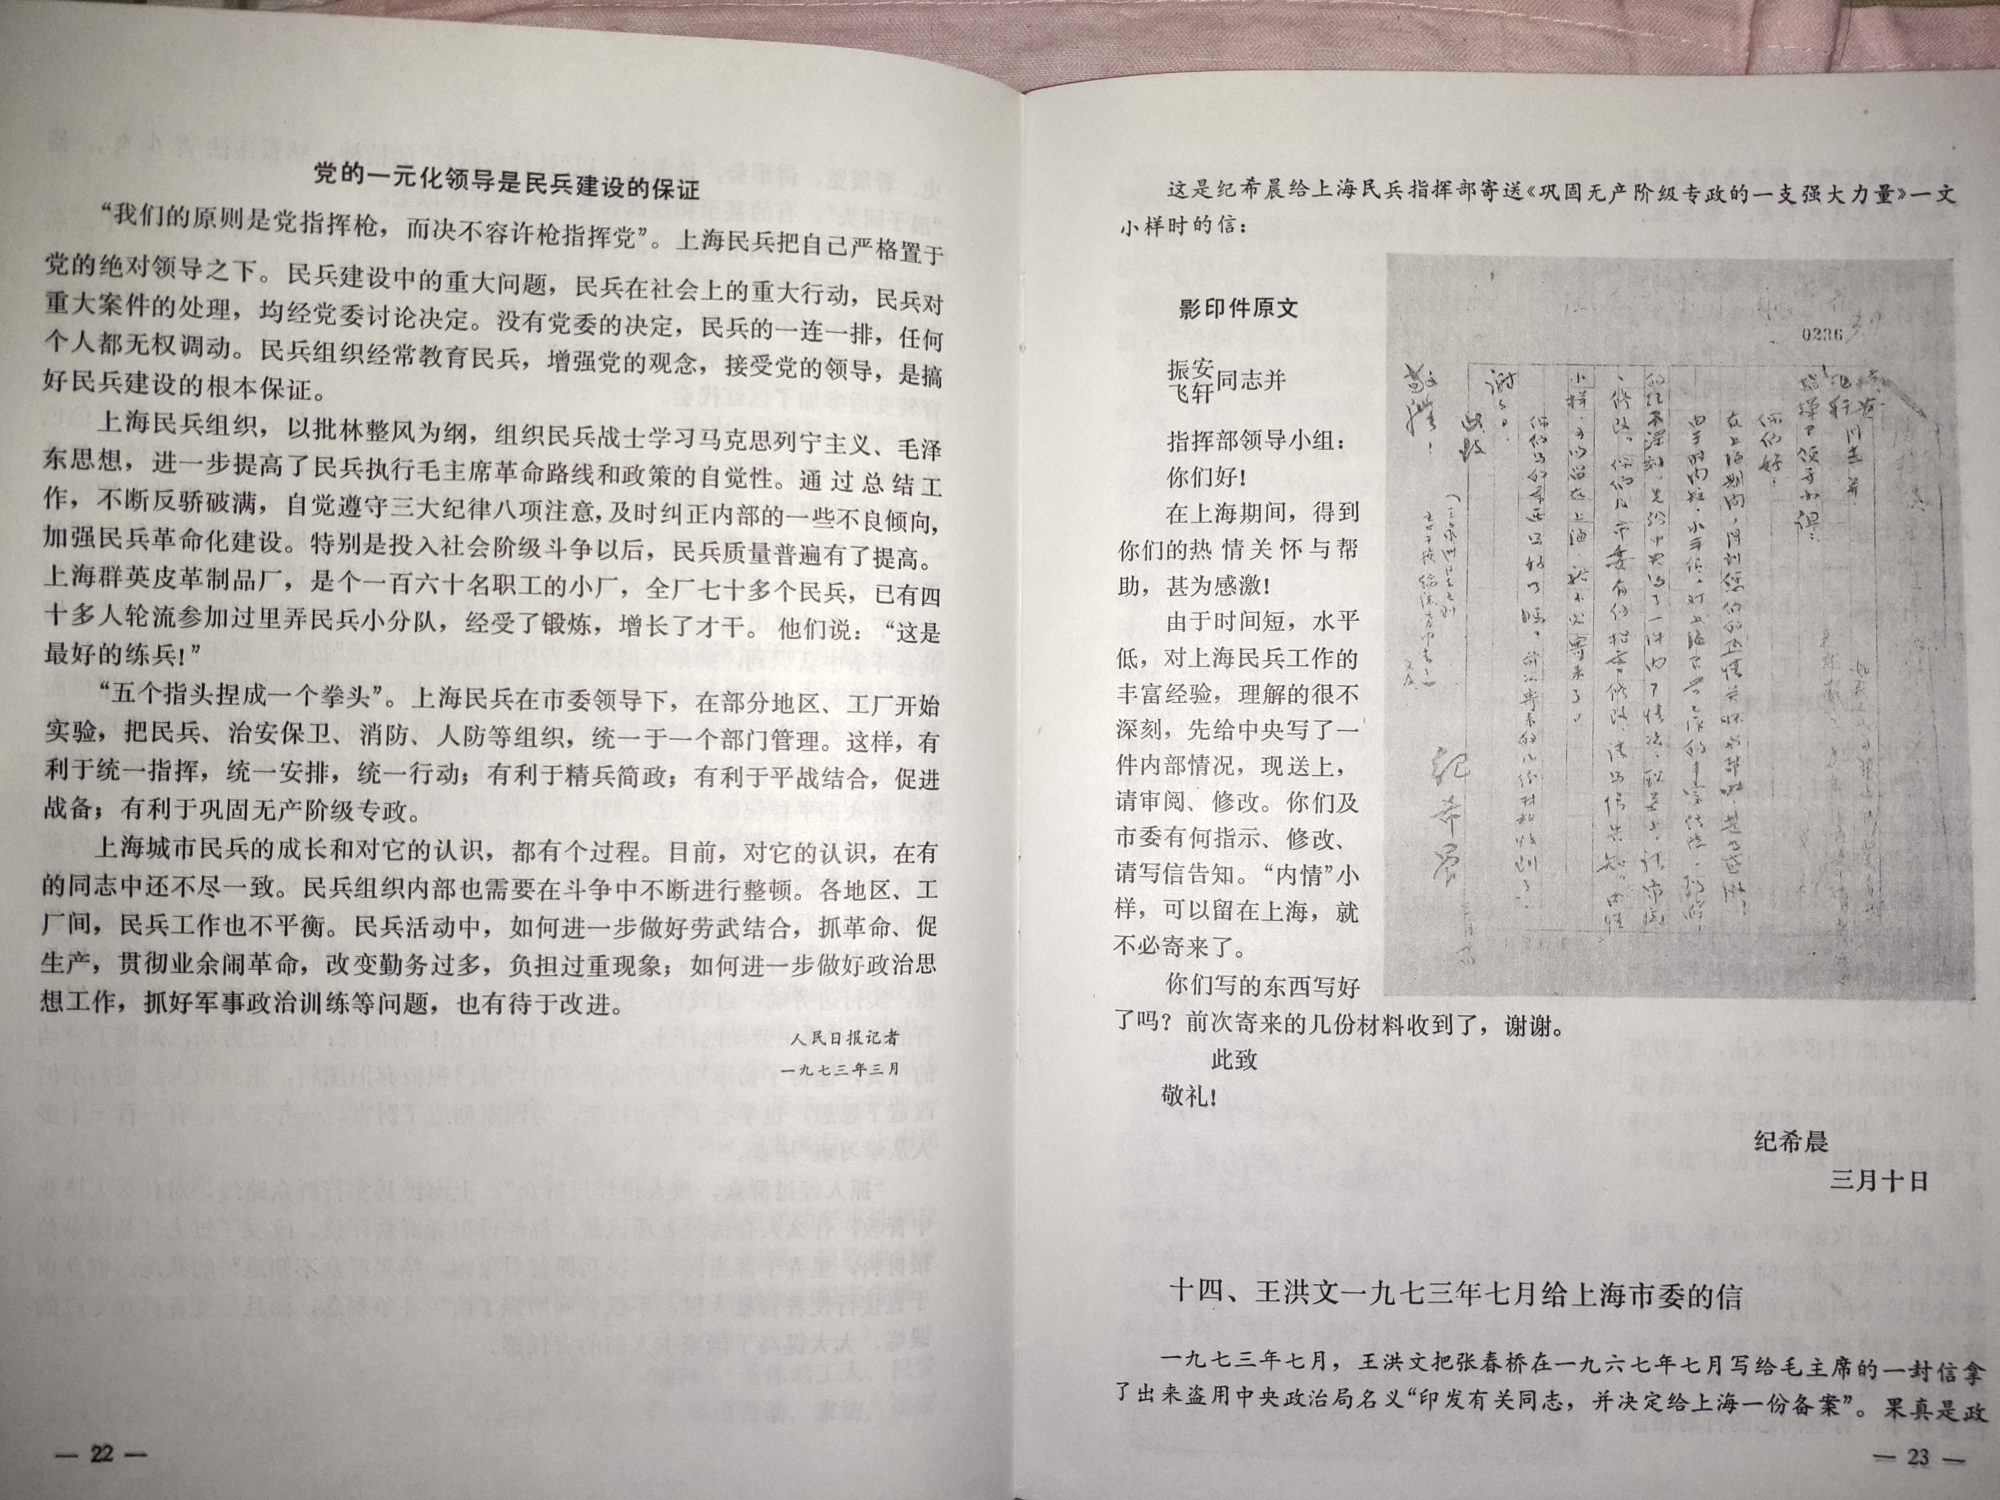 党的一元化领导是民兵建设的保证
“我们的原则是党指挥枪，而决不容许枪指挥党”。上海民兵把自己严格置于
党的绝对领导之下。民兵建设中的重大问题，民兵在社会上的重大行动，民兵对
重大案件的处理，均经党委讨论决定。没有党委的决定，民兵的一连一排，任何
个人都无权调动。民兵组织经常教育民兵，增强党的观念，接受党的领导，是搞
好民兵建设的根本保证。
上海民兵组织，以批林整风为纲，组织民兵战士学习马克思列宁主义、毛泽
东思想，进一步提高了民兵执行毛主席革命路线和政策的自觉性。通过总结工
作，不断反骄破满，自觉遵守三大纪律八项注意，及时纠正内部的一些不良倾向，
加强民兵革命化建设。特别是投入社会阶级斗争以后，民兵质量普遍有了提高。
上海群英皮革制品厂，是个一百六十名职工的小厂，全厂七十多个民兵，已有四
十多人轮流参加过里弄民兵小分队，经受了锻炼，增长了才干。他们说：“这是
最好的练兵！”
“五个指头捏成一个拳头”。上海民兵在市委领导下，在部分地区、工厂开始
实验，把民兵、治安保卫、消防、人防等组织，统一于一个部门管理。这样，有
利于统一指挥，统一安排，统一行动；有利于精兵简政；有利于平战结合，促进
战备；有利于巩固无产阶级专政。
上海城市民兵的成长和对它的认识，都有个过程。目前，对它的认识，在有
的同志中还不尽一致。民兵组织内部也需要在斗争中不断进行整顿。各地区、工
厂间，民兵工作也不平衡。民兵活动中，如何进一步做好劳武结合，抓革命、促
生产，贯彻业余闹革命，改变勤务过多，负担过重现象；如何进一步做好政治思
想工作，抓好军事政治训练等问题，也有待于改进。
人民日报记者
一九七三年三月
— 22 —
这是纪希晨给上海民兵指挥部寄送《巩固无产阶级专政的一支强大力量》一文
小样时的信：
影印件原文
振安
飞轩同志并
指挥部领导小组：
你们好！
在上海期间，得到
你们的热情关怀与帮
助，甚为感激！
由于时间短，水平
低，对上海民兵工作的
丰富经验，理解的很不
深刻，先给中央写了一
件内部情况，现送上，
请审阅、修改。你们及
市委有何指示、修改、
请写信告知。“内情”小
样，可以留在上海，就
不必寄来了。
你们写的东西写好
了吗？前次寄来的几份材料收到了，谢谢。
此致
敬礼！
纪希晨
三月十日
0236
十四、王洪文一九七三年七月给上海市委的信
一九七三年七月，王洪文把张春桥在一九六七年七月写给毛主席的一封信拿
了出来盗用中央政治局名义“印发有关同志，并决定给上海一份备案”。果真是政
— 23 —